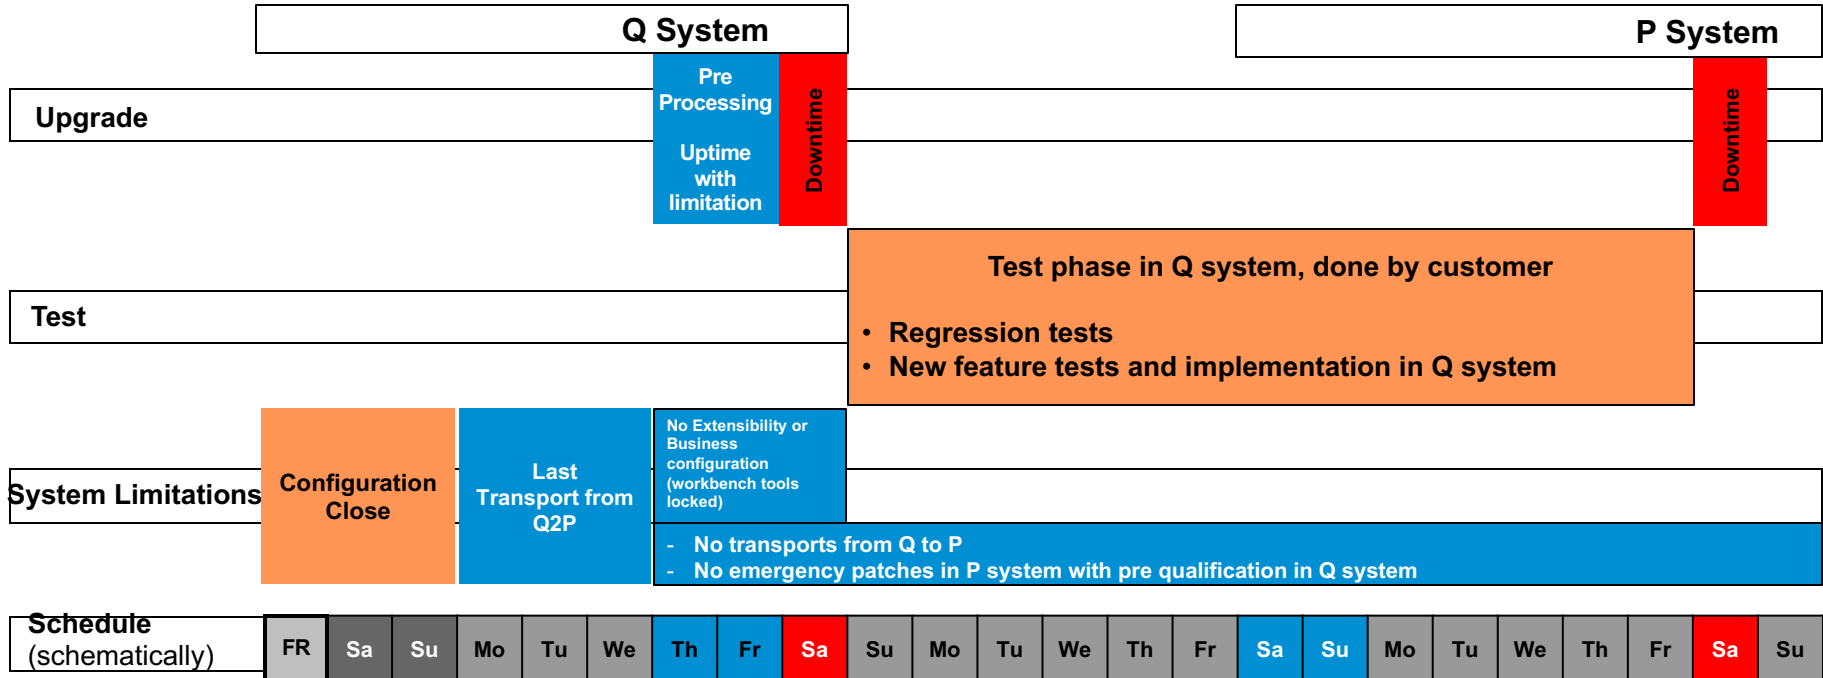 Q System
P System
Upgrade
Pre
Processing
Uptime
with
limitation
Downtime
Downtime
Test
Test phase in Q system, done by customer
• Regression tests
• New feature tests and implementation in Q system
System Limitations
Configuration
Close
Last
Transport from
Q2P
No Extensibility or
Business
configuration
(workbench tools
locked)
- No transports from Q to P
- No emergency patches in P system with pre qualification in Q system
Schedule
(schematically)
FR Sa Su Mo Tu We Th Fr Sa Su Mo Tu We Th Fr Sa Su Mo Tu We Th Fr Sa Su